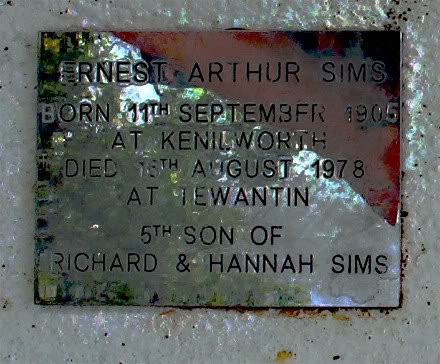 ERNEST ARTHUR SIMS
BORN 11TH SEPTEMBER 1905
AT KENILWORTH
DIED AUGUST 1978
AT TEWANTIN
5TH SON OF
RICHARD & HANNAH SIMS